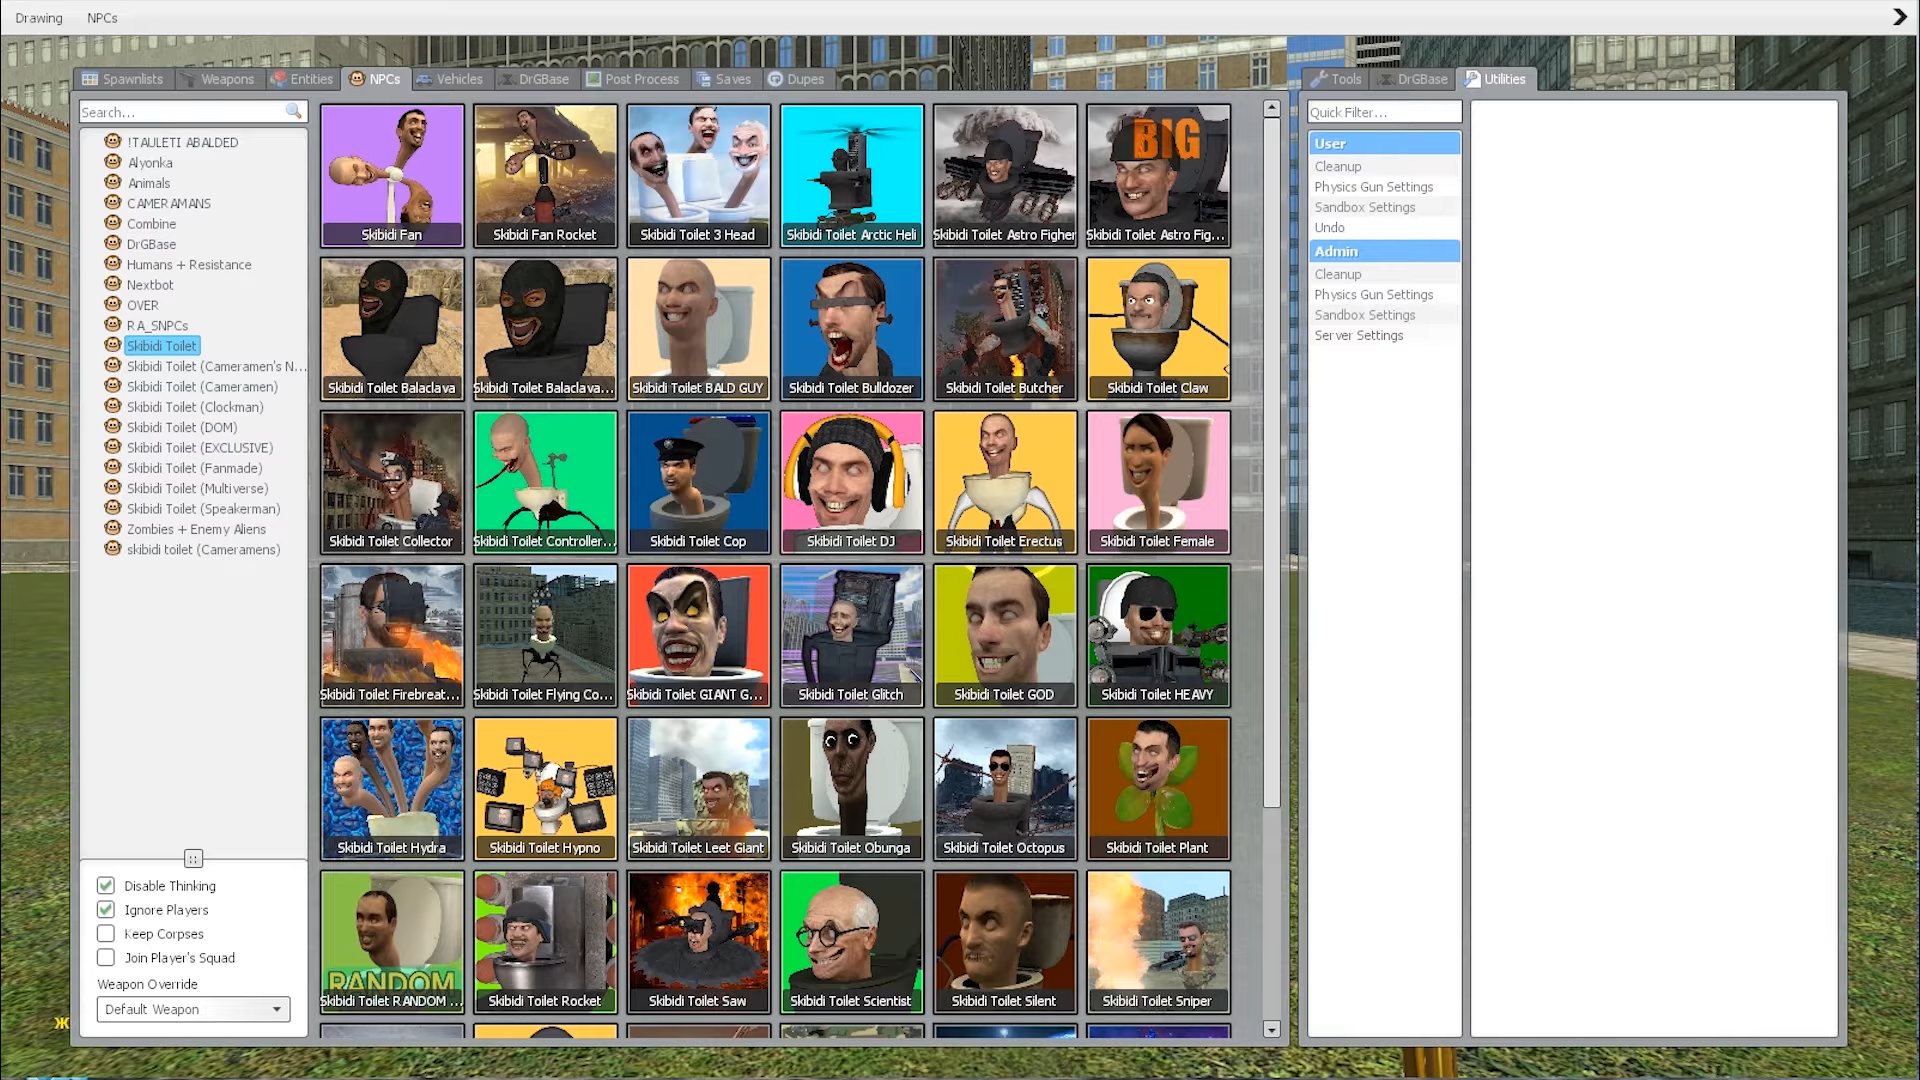 Drawing NPCs
Spawnlists Weapons Entities NPCs Vehicles DrGBase Post Process Saves Dupes
Tools DrGBase Utilities
Search...
!TAULETI ABALDED
Alyonka
Animals
CAMERAMANS
Combine
DrGBase
Humans + Resistance
Nextbot
OVER
RA_SNPCs
Skibidi Toilet
Skibidi Toilet (Cameramen's N...
Skibidi Toilet (Cameramen)
Skibidi Toilet (Clockman)
Skibidi Toilet (DOM)
Skibidi Toilet (EXCLUSIVE)
Skibidi Toilet (Fanmade)
Skibidi Toilet (Multiverse)
Skibidi Toilet (Speakerman)
Zombies + Enemy Aliens
skibidi toilet (Cameramens)
Disable Thinking
Ignore Players
Keep Corpses
Join Player's Squad
Weapon Override
Default Weapon
Ж
BIG
Skibidi Fan
Skibidi Fan Rocket
Skibidi Toilet 3 Head
Skibidi Toilet Arctic Heli
Skibidi Toilet Astro Figher
Skibidi Toilet Astro Fig...
Skibidi Toilet Balaclava
Skibidi Toilet Balaclava...
Skibidi Toilet BALD GUY
Skibidi Toilet Bulldozer
Skibidi Toilet Butcher
Skibidi Toilet Claw
Skibidi Toilet Collector
Skibidi Toilet Controller...
Skibidi Toilet Cop
Skibidi Toilet DJ
Skibidi Toilet Erectus
Skibidi Toilet Female
Skibidi Toilet Firebreat...
Skibidi Toilet Flying Co...
Skibidi Toilet GIANT G...
Skibidi Toilet Glitch
Skibidi Toilet GOD
Skibidi Toilet HEAVY
Skibidi Toilet Hydra
Skibidi Toilet Hypno
Skibidi Toilet Leet Giant
Skibidi Toilet Obunga
Skibidi Toilet Octopus
Skibidi Toilet Plant
RANDOM
Skibidi Toilet RANDOM ...
Skibidi Toilet Rocket
Skibidi Toilet Saw
Skibidi Toilet Scientist
Skibidi Toilet Silent
Skibidi Toilet Sniper
Quick Filter...
User
Cleanup
Physics Gun Settings
Sandbox Settings
Undo
Admin
Cleanup
Physics Gun Settings
Sandbox Settings
Server Settings